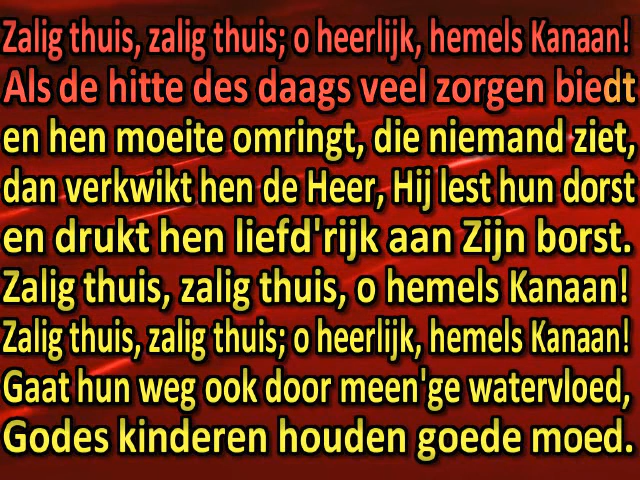 Zalig thuis, zalig thuis; o heerlijk, hemels Kanaan!
Als de hitte des daags veel zorgen biedt
en hen moeite omringt, die niemand ziet,
dan verkwikt hen de Heer, Hij lest hun dorst
en drukt hen liefd'rijk aan Zijn borst.
Zalig thuis, zalig thuis, o hemels Kanaan!
Zalig thuis, zalig thuis; o heerlijk, hemels Kanaan!
Gaat hun weg ook door meen'ge watervloed,
Godes kinderen houden goede moed.